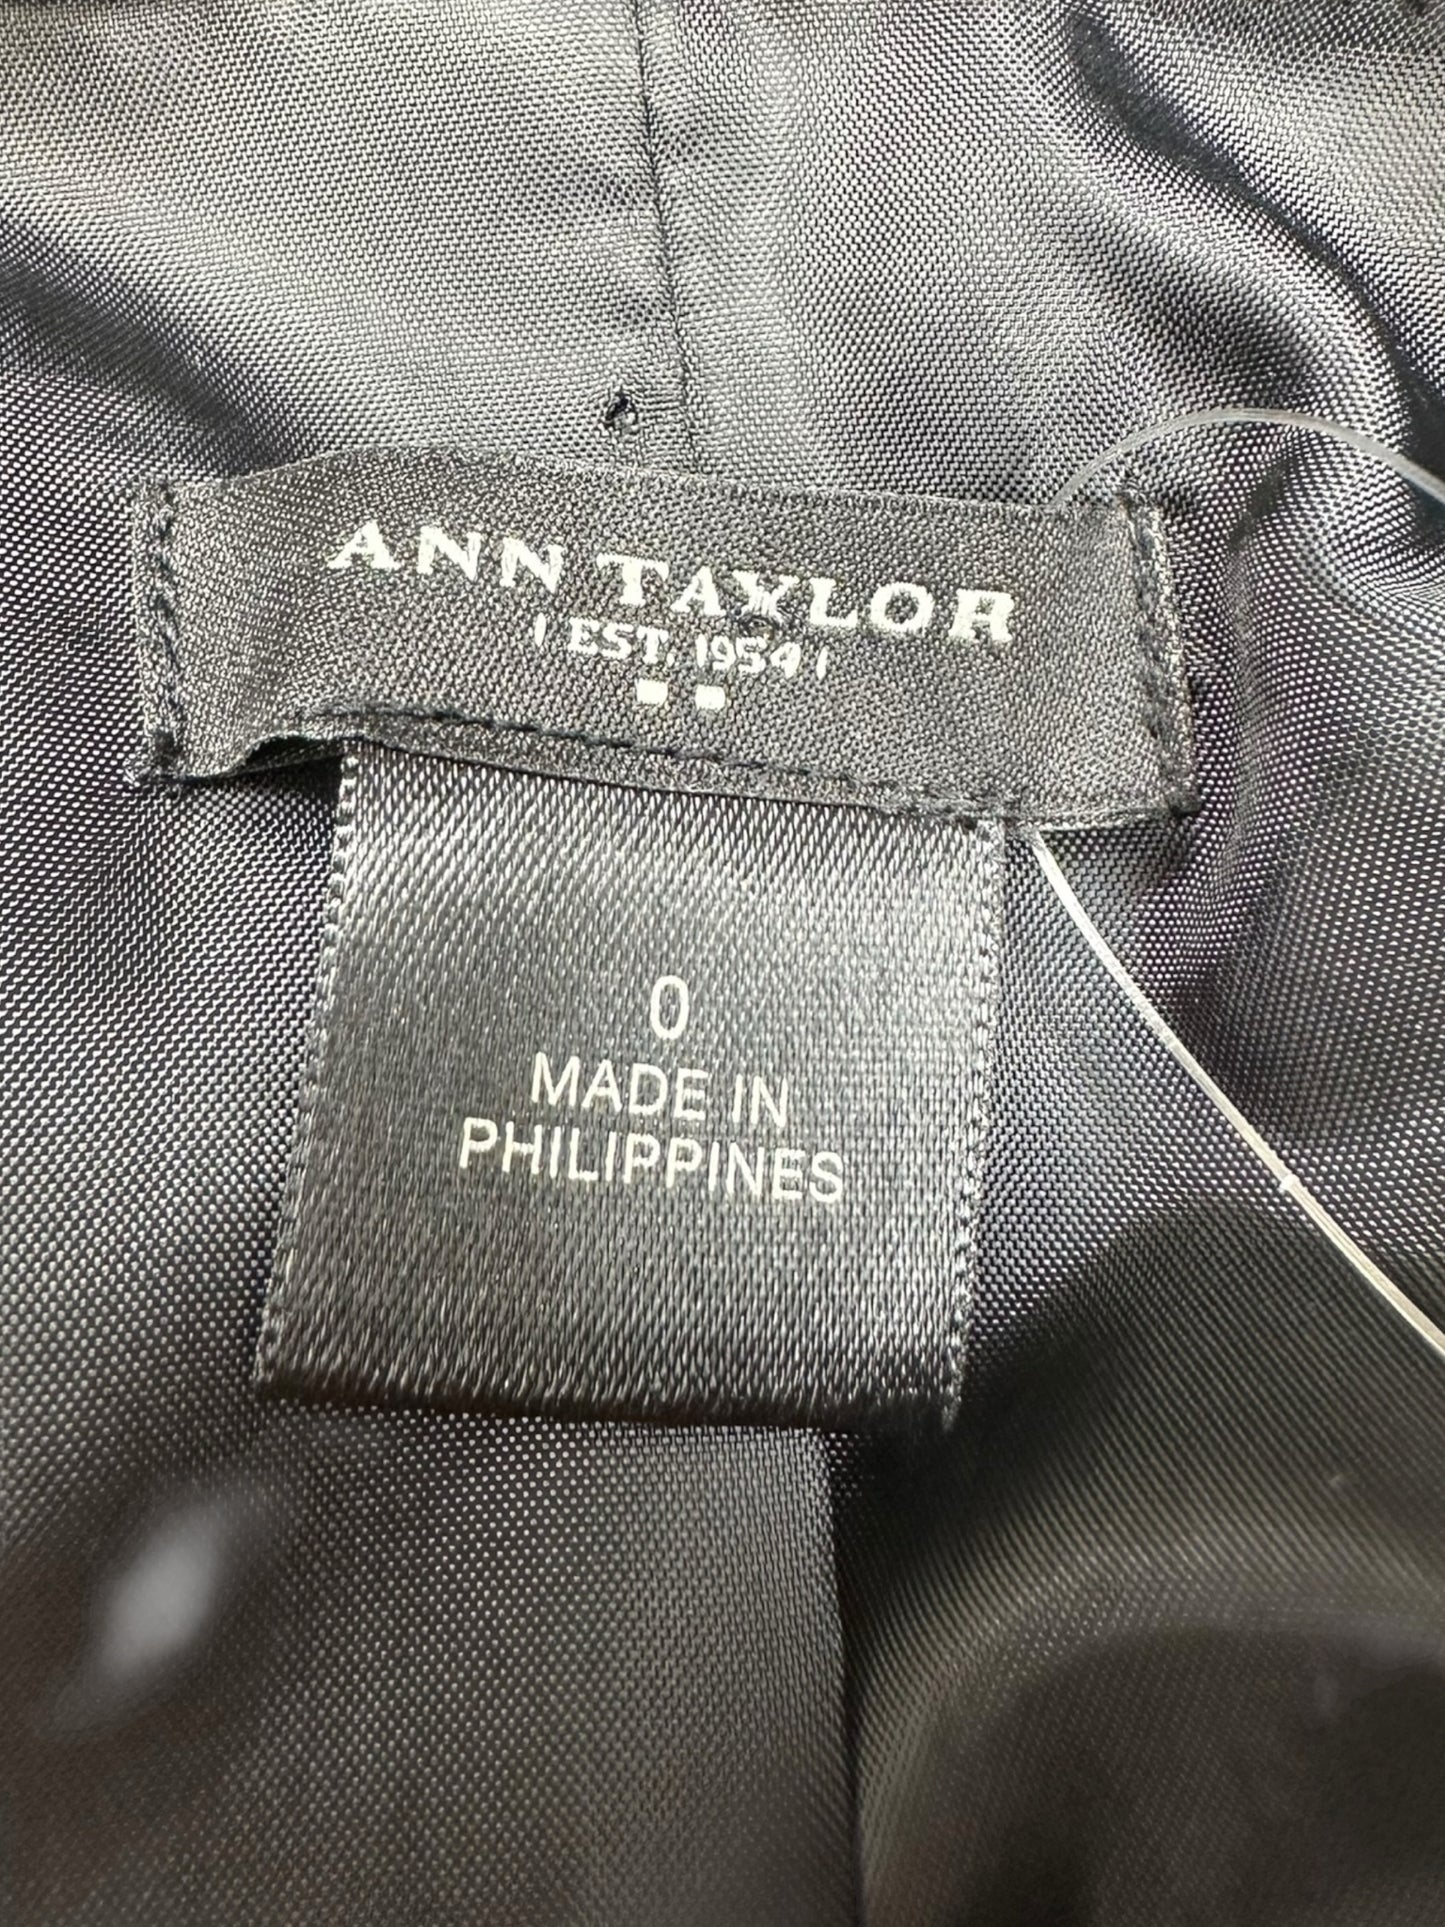 ANN TAYLOR
| EST. 1954 |
0
MADE IN
PHILIPPINES